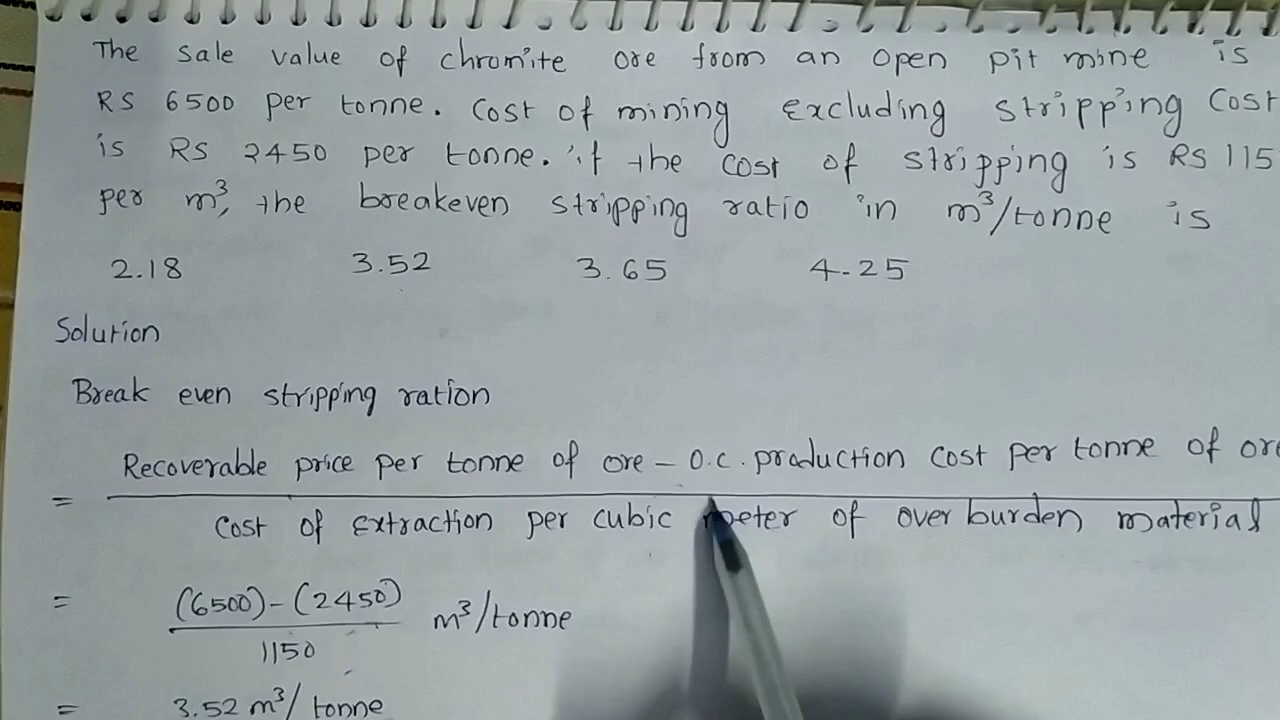 The sale value of chromite ore from an open pit mine is
RS 6500 per tonne. Cost of mining Excluding stripping Cost
is RS 2450 per tonne. if the cost of stripping is RS 115
per m³, the breakeven stripping ratio in m³/tonne is
2.18 3.52 3.65 4.25
Solution
Break even stripping ration
= Recoverable price per tonne of ore - O.C. production cost per tonne of ore
Cost of Extraction per cubic meter of over burden material
= (6500) - (2450) m³/tonne
1150
= 3.52 m³/tonne